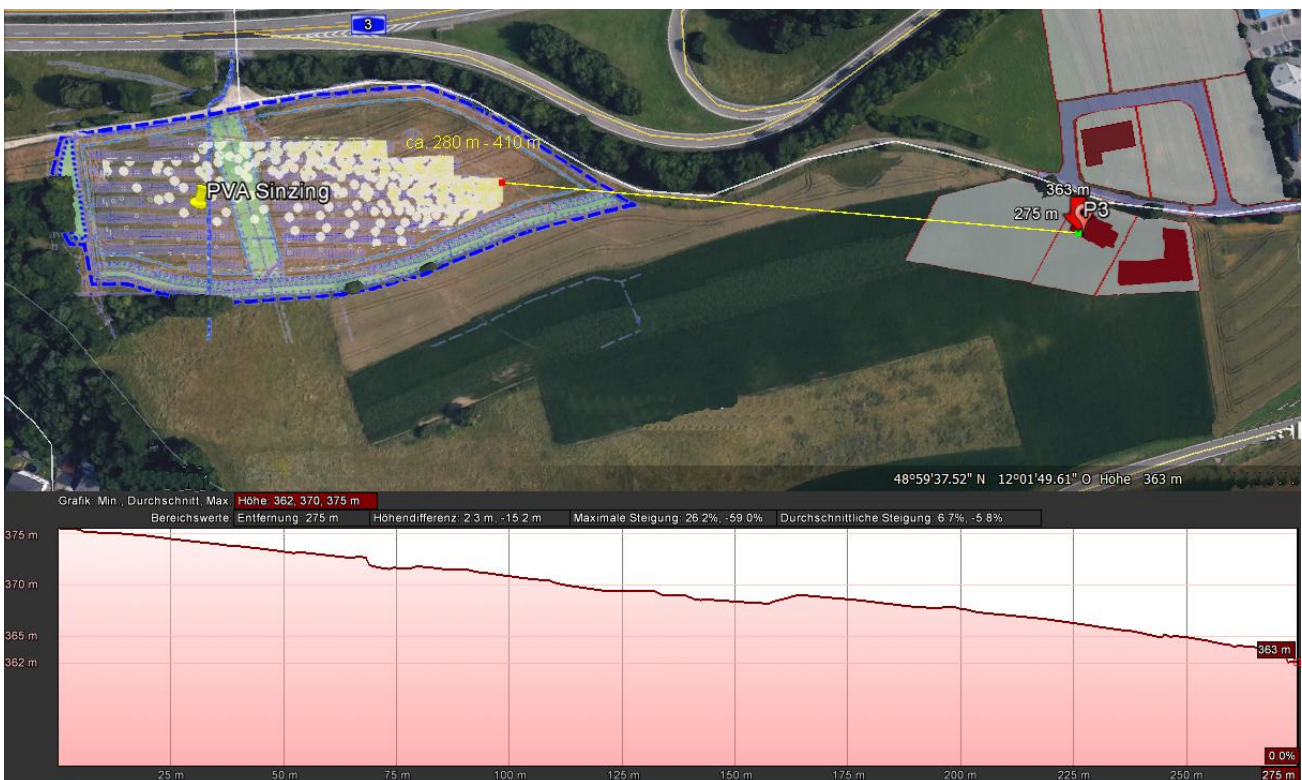 3
ca. 280 m - 410 m
PVA Sinzing
363 m
275 m
P3
48°59'37.52" N 12°01'49.61" O Höhe 363 m
Grafik: Min., Durchschnitt, Max. Höhe: 362, 370, 375 m
Bereichswerte: Entfernung: 275 m Höhendifferenz: 2.3 m, -15.2 m Maximale Steigung: 26.2%, -59.0% Durchschnittliche Steigung: 6.7%, -5.8%
375 m
370 m
365 m
362 m
363 m
0.0%
25 m 50 m 75 m 100 m 125 m 150 m 175 m 200 m 225 m 250 m 275 m